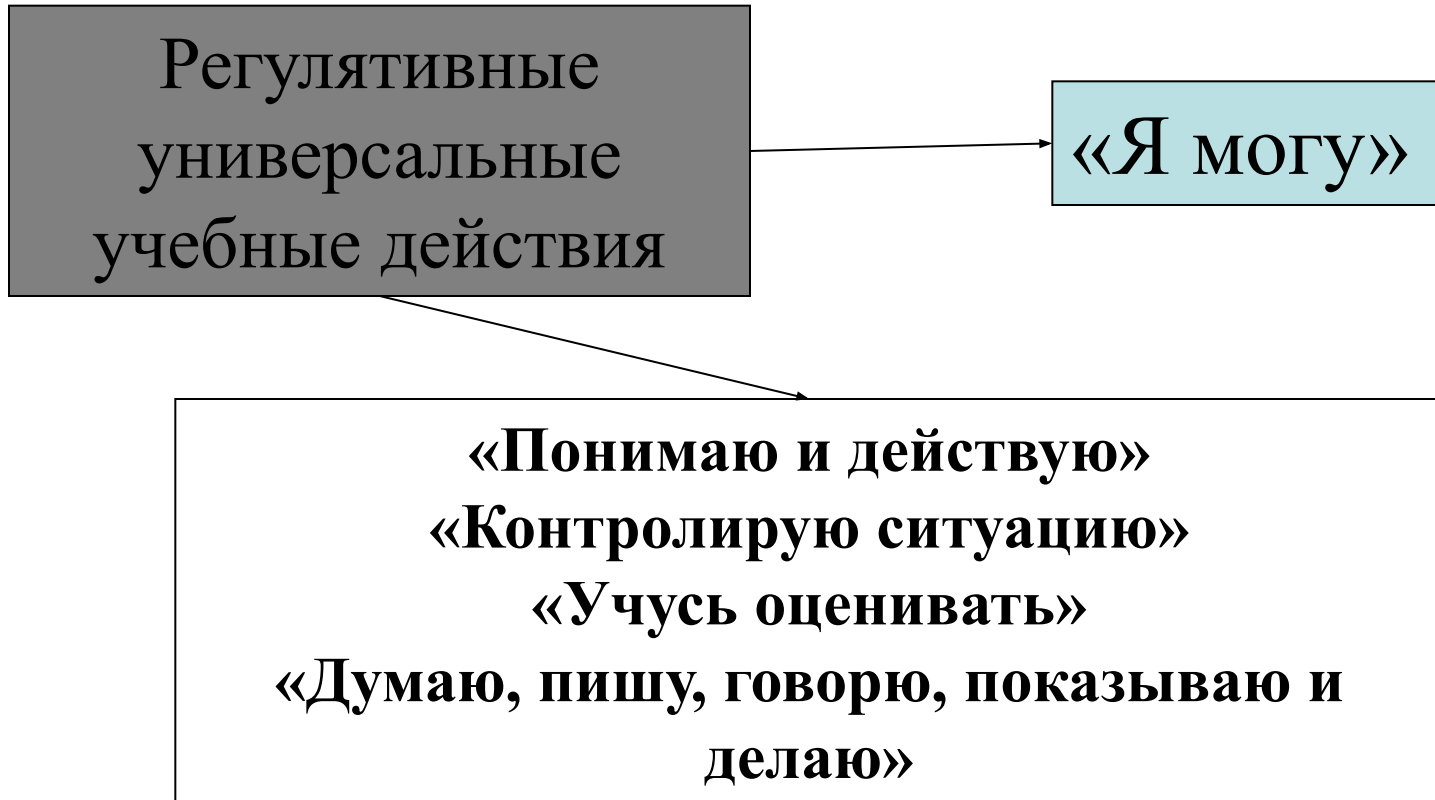 Регулятивные
универсальные
учебные действия
«Я могу»
«Понимаю и действую»
«Контролирую ситуацию»
«Учусь оценивать»
«Думаю, пишу, говорю, показываю и
делаю»